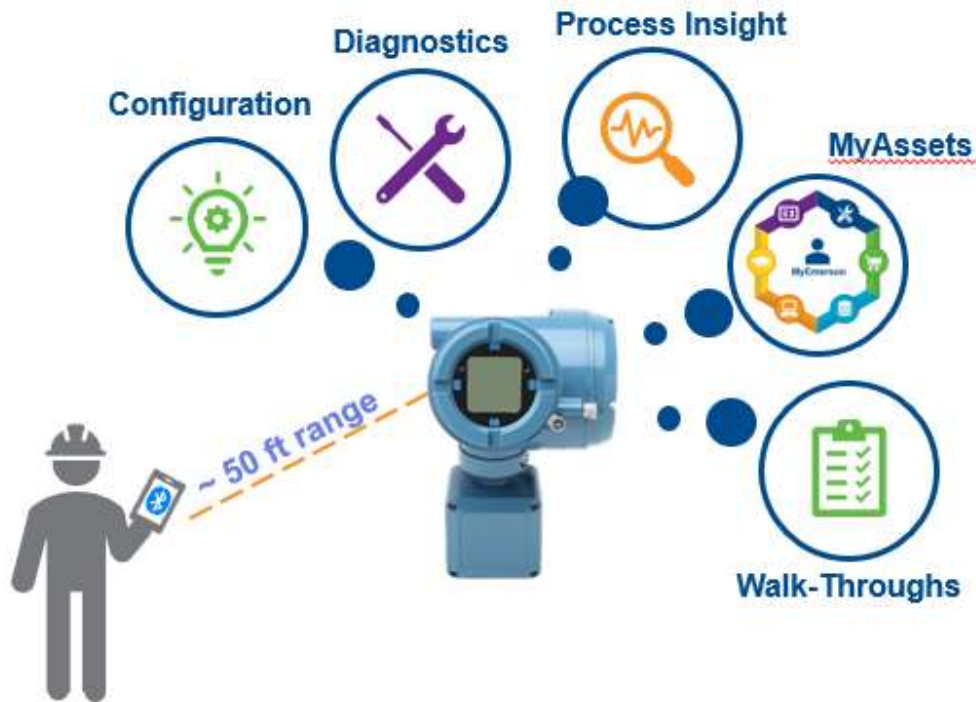 Process Insight
Diagnostics
Configuration
MyAssets
MyEmerson
~ 50 ft range
Walk-Throughs